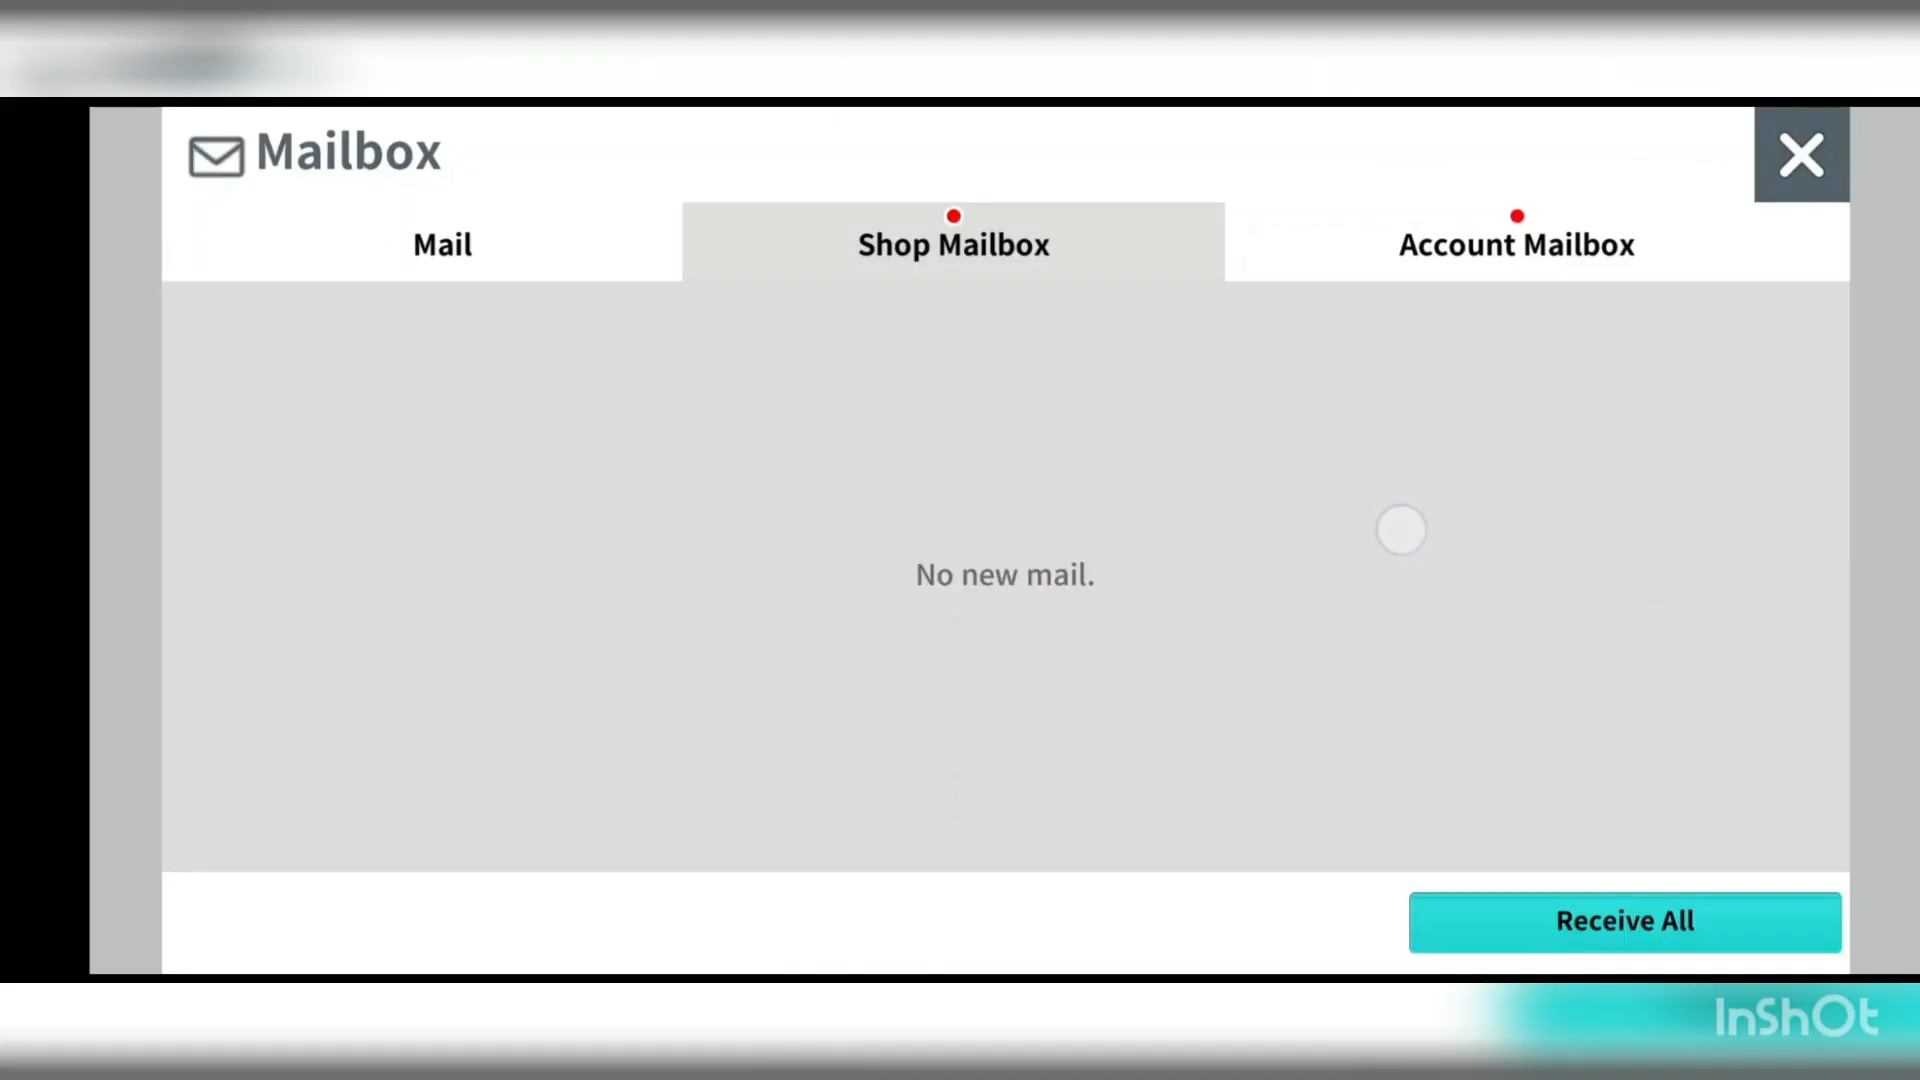 Mailbox
Mail
Shop Mailbox
Account Mailbox
No new mail.
Receive All
InShOt